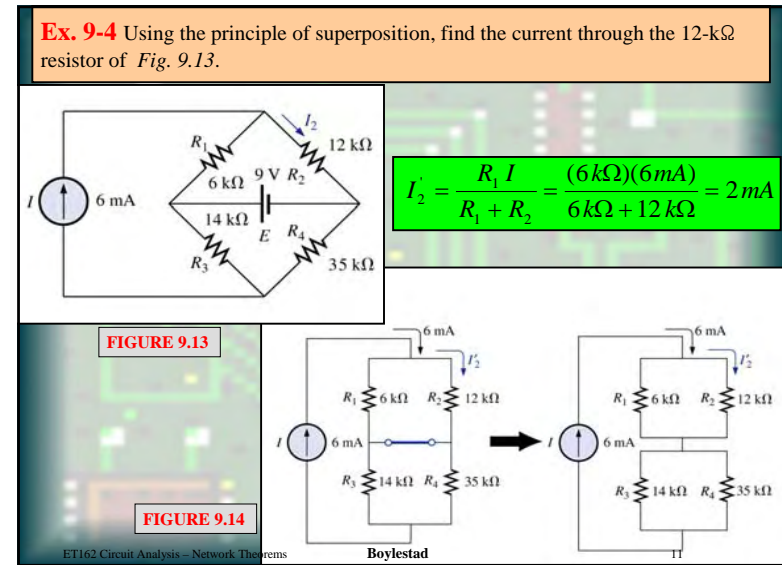 Ex. 9-4 Using the principle of superposition, find the current through the 12-kΩ
resistor of Fig. 9.13.
I2
R1
12 kΩ
6 kΩ
9 V
R2
I
6 mA
14 kΩ
E
R4
R3
35 kΩ
I'2 = R1 I / (R1 + R2) = (6kΩ)(6mA) / (6kΩ + 12kΩ) = 2mA
FIGURE 9.13
6 mA
I'2
R1 6 kΩ R2 12 kΩ
I 6 mA
R3 14 kΩ R4 35 kΩ
6 mA
I'2
R1 6 kΩ R2 12 kΩ
I 6 mA
R3 14 kΩ R4 35 kΩ
FIGURE 9.14
ET162 Circuit Analysis – Network Theorems Boylestad 11